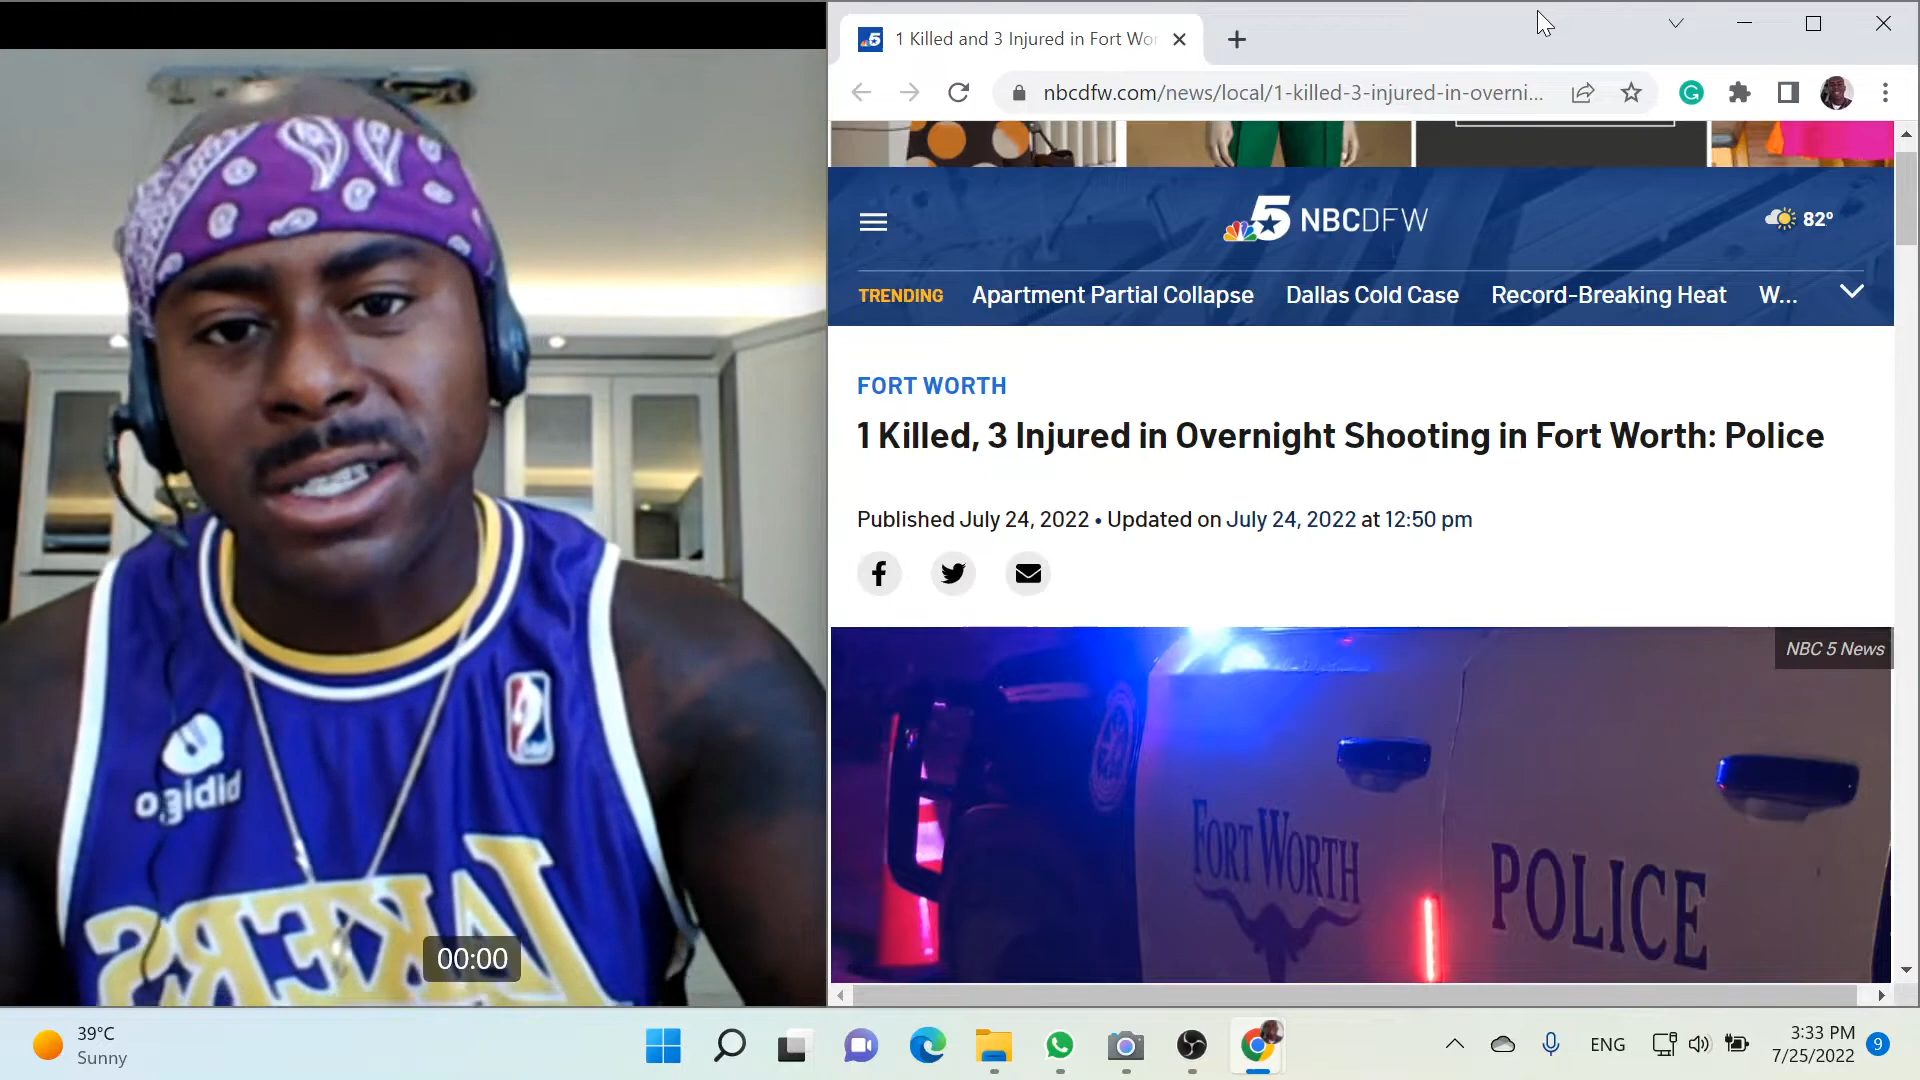 bibigo
LAKERS
00:00
1 Killed and 3 Injured in Fort Wor
nbcdfw.com/news/local/1-killed-3-injured-in-overni...
5 NBCDFW
82°
TRENDING Apartment Partial Collapse Dallas Cold Case Record-Breaking Heat W...
FORT WORTH
1 Killed, 3 Injured in Overnight Shooting in Fort Worth: Police
Published July 24, 2022 • Updated on July 24, 2022 at 12:50 pm
NBC 5 News
FORT WORTH
POLICE
39°C
Sunny
ENG
3:33 PM
7/25/2022
9